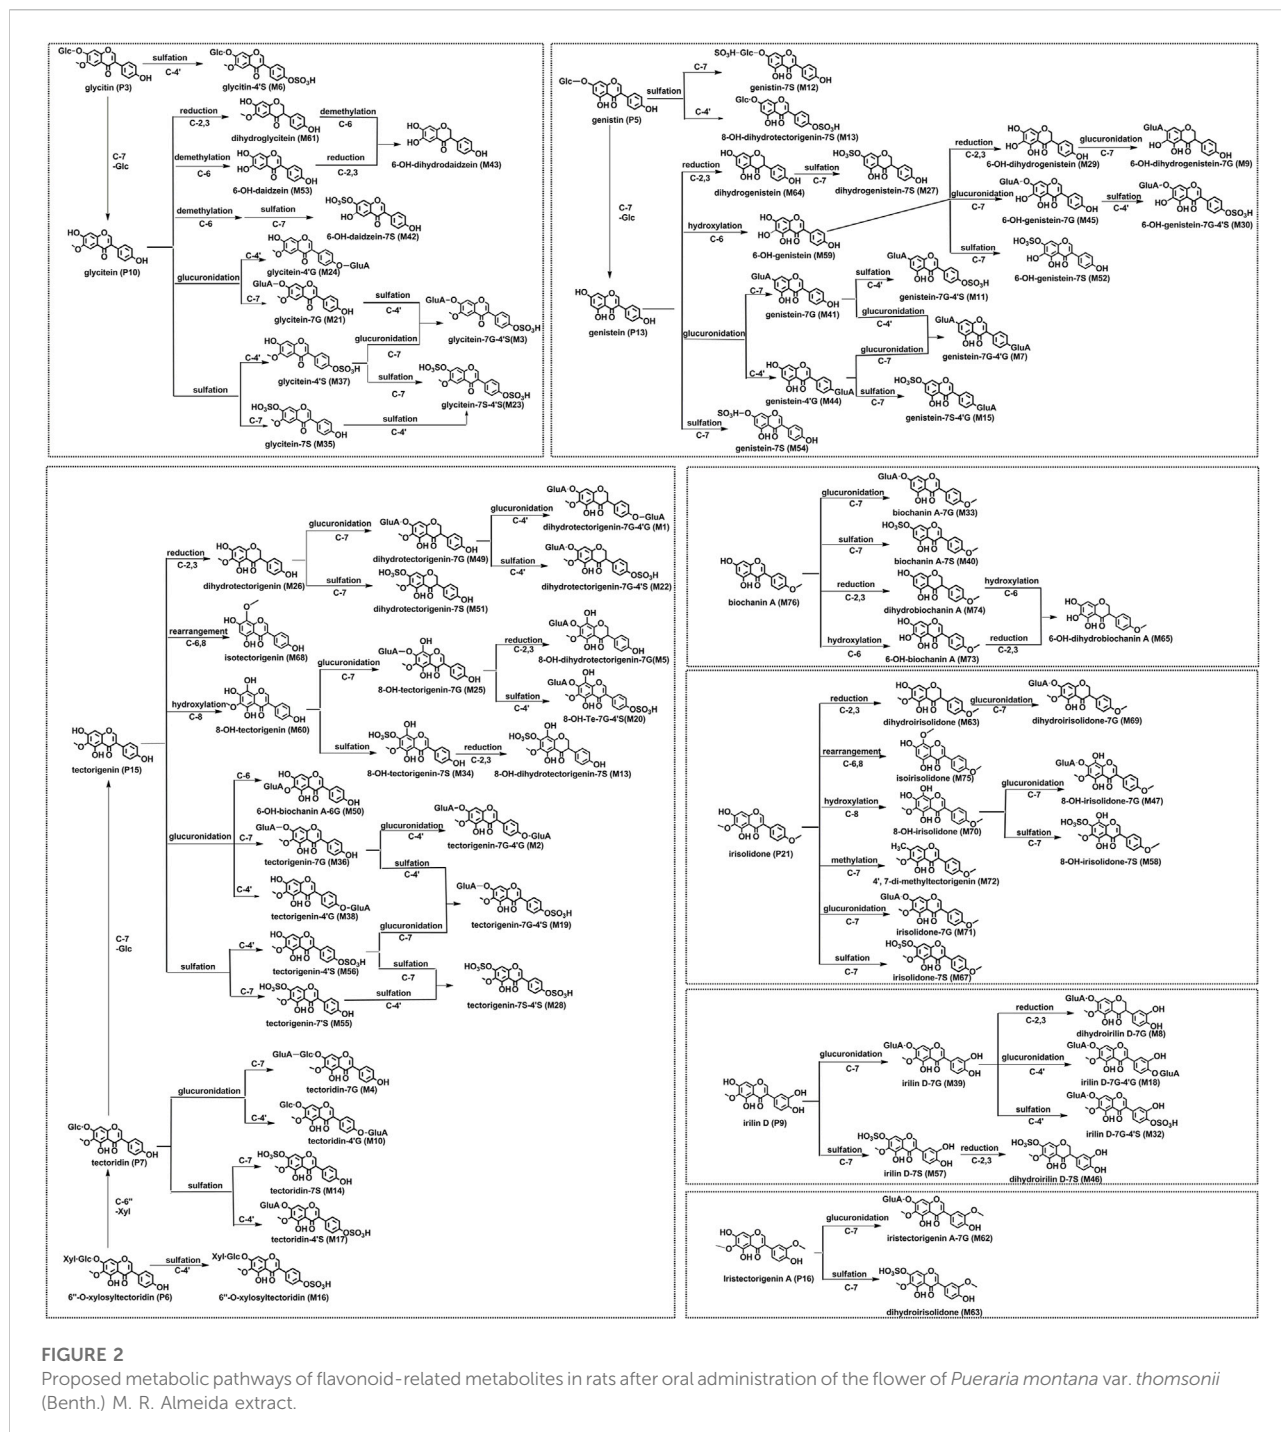 Glc-O
OSO₃H
glycitin (P3)
sulfation
C-4'
glycitin-4'S (M6)
C-7
-Glc
glycitein (P10)
reduction
C-2,3
dihydroglycitein (M61)
demethylation
C-6
6-OH-dihydrodaidzein (M43)
demethylation
C-6
6-OH-daidzein (M53)
reduction
C-2,3
demethylation
C-6
sulfation
C-7
6-OH-daidzein-7S (M42)
glucuronidation
C-4'
glycitein-4'G (M24)
C-7
glycitein-7G (M21)
sulfation
C-4'
glycitein-7G-4'S(M3)
glucuronidation
C-7
sulfation
C-4'
glycitein-4'S (M37)
sulfation
C-7
glycitein-7S-4'S(M23)
C-7
glycitein-7S (M35)
sulfation
C-4'
genistin (P5)
sulfation
C-7
genistin-7S (M12)
C-4'
8-OH-dihydrotectorigenin-7S (M13)
C-7
-Glc
genistein (P13)
reduction
C-2,3
dihydrogenistein (M64)
sulfation
C-7
dihydrogenistein-7S (M27)
hydroxylation
C-6
6-OH-genistein (M59)
reduction
C-2,3
6-OH-dihydrogenistein (M29)
glucuronidation
C-7
6-OH-dihydrogenistein-7G (M9)
glucuronidation
C-7
6-OH-genistein-7G (M45)
sulfation
C-4'
6-OH-genistein-7G-4'S (M30)
sulfation
C-7
6-OH-genistein-7S (M52)
glucuronidation
C-7
genistein-7G (M41)
sulfation
C-4'
genistein-7G-4'S (M11)
glucuronidation
C-4'
genistein-7G-4'G (M7)
glucuronidation
C-7
C-4'
genistein-4'G (M44)
sulfation
C-7
genistein-7S-4'G (M15)
sulfation
C-7
genistein-7S (M54)
tectorigenin (P15)
reduction
C-2,3
dihydrotectorigenin (M26)
glucuronidation
C-7
dihydrotectorigenin-7G (M49)
glucuronidation
C-4'
dihydrotectorigenin-7G-4'G (M1)
sulfation
C-4'
dihydrotectorigenin-7G-4'S (M22)
sulfation
C-7
dihydrotectorigenin-7S (M51)
rearrangement
C-6,8
isotectorigenin (M68)
hydroxylation
C-8
8-OH-tectorigenin (M60)
glucuronidation
C-7
8-OH-tectorigenin-7G (M25)
reduction
C-2,3
8-OH-dihydrotectorigenin-7G(M5)
sulfation
C-4'
8-OH-Te-7G-4'S(M20)
sulfation
8-OH-tectorigenin-7S (M34)
reduction
C-2,3
8-OH-dihydrotectorigenin-7S (M13)
glucuronidation
C-6
6-OH-biochanin A-6G (M50)
C-7
tectorigenin-7G (M36)
glucuronidation
C-4'
tectorigenin-7G-4'G (M2)
sulfation
C-4'
C-4'
tectorigenin-4'G (M38)
tectorigenin-7G-4'S (M19)
glucuronidation
C-7
sulfation
C-4'
tectorigenin-4'S (M56)
sulfation
C-7
tectorigenin-7S-4'S (M28)
C-7
tectorigenin-7'S (M55)
sulfation
C-4'
C-7
-Glc
tectoridin (P7)
glucuronidation
C-7
tectoridin-7G (M4)
C-4'
tectoridin-4'G (M10)
sulfation
C-7
tectoridin-7S (M14)
C-4'
tectoridin-4'S (M17)
C-6"
-Xyl
6"-O-xylosyltectoridin (P6)
sulfation
C-4'
6"-O-xylosyltectoridin (M16)
biochanin A (M76)
glucuronidation
C-7
biochanin A-7G (M33)
sulfation
C-7
biochanin A-7S (M40)
reduction
C-2,3
dihydrobiochanin A (M74)
hydroxylation
C-6
6-OH-dihydrobiochanin A (M65)
hydroxylation
C-6
6-OH-biochanin A (M73)
reduction
C-2,3
irisolidone (P21)
reduction
C-2,3
dihydroirisolidone (M63)
glucuronidation
C-7
dihydroirisolidone-7G (M69)
rearrangement
C-6,8
isoirisolidone (M75)
hydroxylation
C-8
8-OH-irisolidone (M70)
glucuronidation
C-7
8-OH-irisolidone-7G (M47)
sulfation
C-7
8-OH-irisolidone-7S (M58)
methylation
C-7
4', 7-di-methyltectorigenin (M72)
glucuronidation
C-7
irisolidone-7G (M71)
sulfation
C-7
irisolidone-7S (M67)
irilin D (P9)
glucuronidation
C-7
irilin D-7G (M39)
reduction
C-2,3
dihydroirilin D-7G (M8)
glucuronidation
C-4'
irilin D-7G-4'G (M18)
sulfation
C-4'
irilin D-7G-4'S (M32)
sulfation
C-7
irilin D-7S (M57)
reduction
C-2,3
dihydroirilin D-7S (M46)
Iristectorigenin A (P16)
glucuronidation
C-7
iristectorigenin A-7G (M62)
sulfation
C-7
dihydroirisolidone (M63)
FIGURE 2
Proposed metabolic pathways of flavonoid-related metabolites in rats after oral administration of the flower of Pueraria montana var. thomsonii
(Benth.) M. R. Almeida extract.